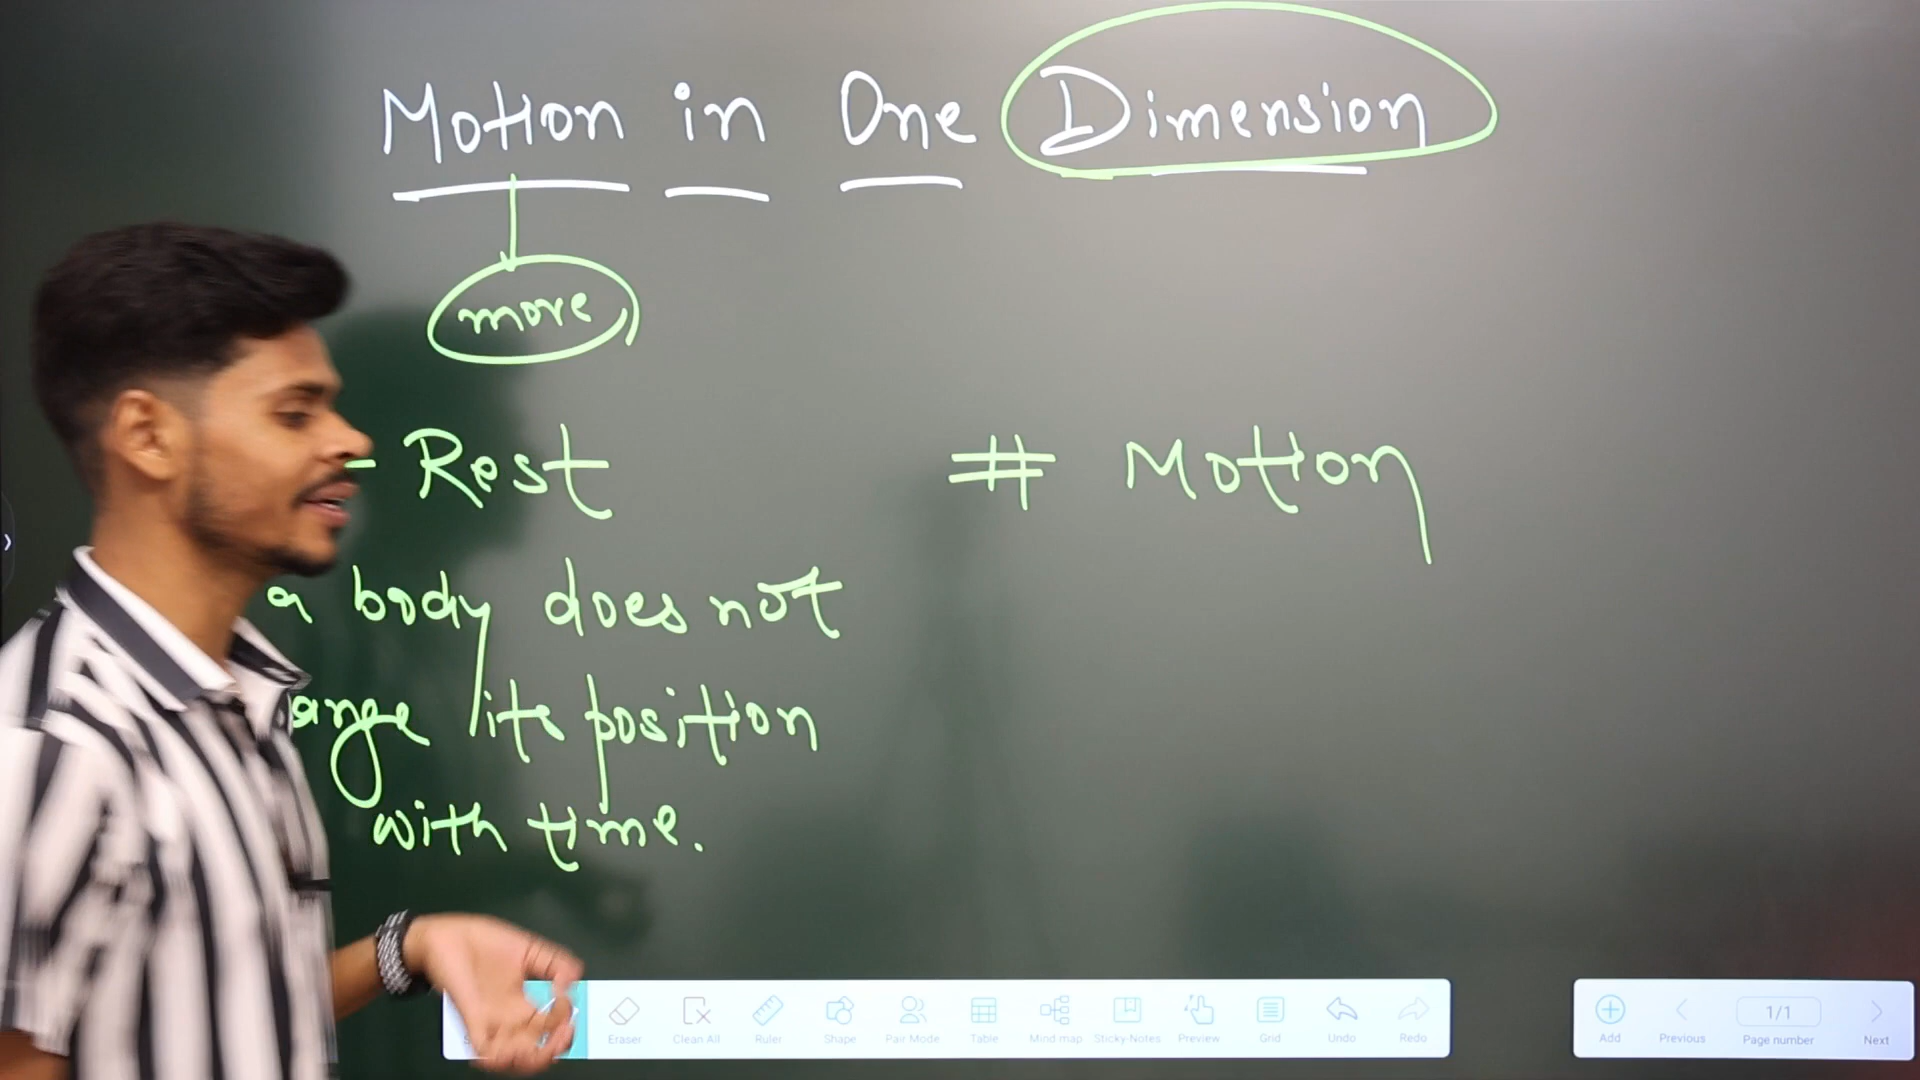 Motion in One Dimension
more
- Rest
# Motion
a body does not
ange its position
with time.
Eraser Clean All Ruler Shape Pair Mode Table Mind map Sticky-Notes Preview Grid Undo Redo
Add Previous 1/1 Page number Next